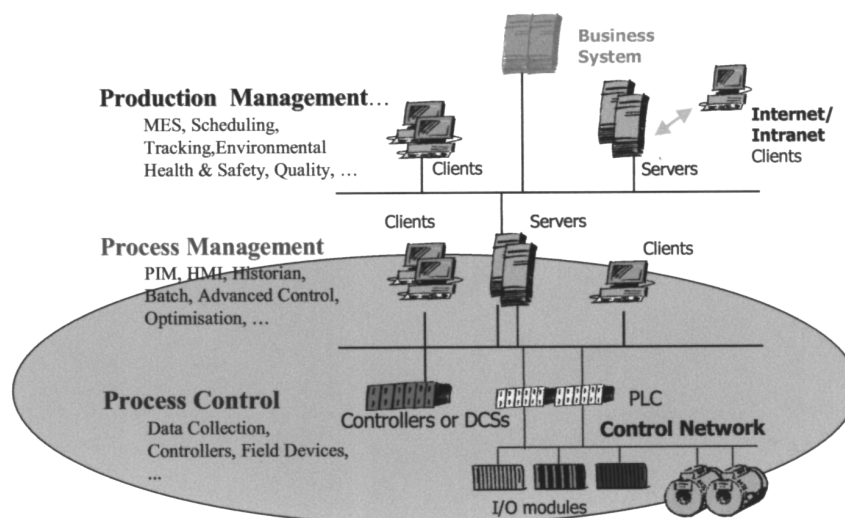 Business
System
Production Management...
MES, Scheduling,
Tracking,Environmental
Health & Safety, Quality, ...
Clients
Servers
Internet/
Intranet
Clients
Clients
Servers
Clients
Process Management
PIM, HMI, Historian,
Batch, Advanced Control,
Optimisation, ...
Process Control
Data Collection,
Controllers, Field Devices,
...
Controllers or DCSs
PLC
Control Network
I/O modules